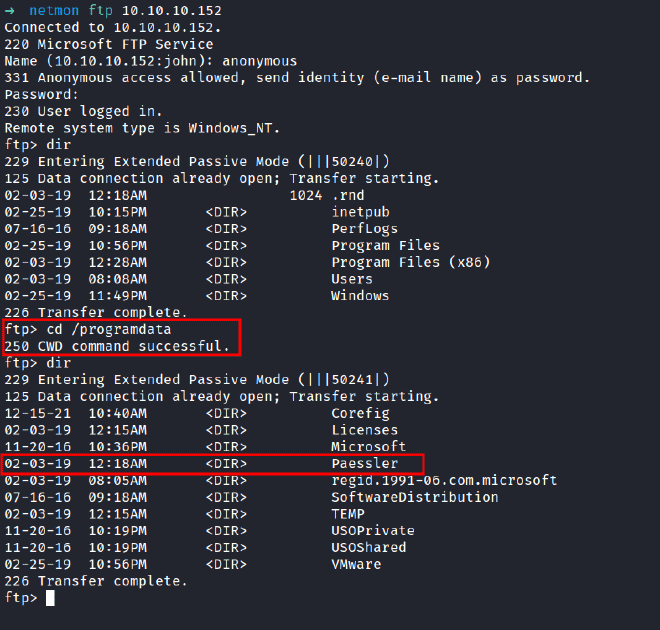 → netmon ftp 10.10.10.152
Connected to 10.10.10.152.
220 Microsoft FTP Service
Name (10.10.10.152:john): anonymous
331 Anonymous access allowed, send identity (e-mail name) as password.
Password:
230 User logged in.
Remote system type is Windows_NT.
ftp> dir
229 Entering Extended Passive Mode (|||50240|)
125 Data connection already open; Transfer starting.
02-03-19  12:18AM                 1024 .rnd
02-25-19  10:15PM       <DIR>          inetpub
07-16-16  09:18AM       <DIR>          PerfLogs
02-25-19  10:56PM       <DIR>          Program Files
02-03-19  12:28AM       <DIR>          Program Files (x86)
02-03-19  08:08AM       <DIR>          Users
02-25-19  11:49PM       <DIR>          Windows
226 Transfer complete.
ftp> cd /programdata
250 CWD command successful.
ftp> dir
229 Entering Extended Passive Mode (|||50241|)
125 Data connection already open; Transfer starting.
12-15-21  10:40AM       <DIR>          Corefig
02-03-19  12:15AM       <DIR>          Licenses
11-20-16  10:36PM       <DIR>          Microsoft
02-03-19  12:18AM       <DIR>          Paessler
02-03-19  08:05AM       <DIR>          regid.1991-06.com.microsoft
07-16-16  09:18AM       <DIR>          SoftwareDistribution
02-03-19  12:15AM       <DIR>          TEMP
11-20-16  10:19PM       <DIR>          USOPrivate
11-20-16  10:19PM       <DIR>          USOShared
02-25-19  10:56PM       <DIR>          VMware
226 Transfer complete.
ftp>